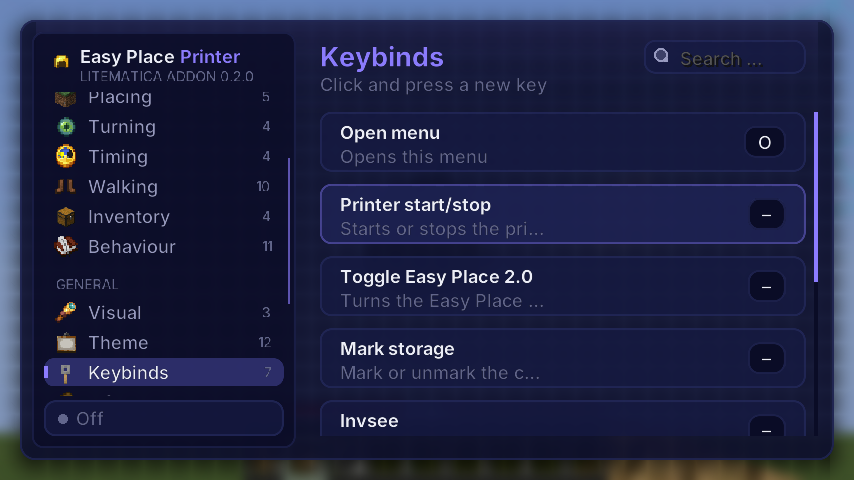 Easy Place Printer
LITEMATICA ADDON 0.2.0
Placing 5
Turning 4
Timing 4
Walking 10
Inventory 4
Behaviour 11
GENERAL
Visual 3
Theme 12
Keybinds 7
Off
Keybinds
Click and press a new key
Search ...
Open menu
Opens this menu
O
Printer start/stop
Starts or stops the pri...
–
Toggle Easy Place 2.0
Turns the Easy Place ...
–
Mark storage
Mark or unmark the c...
–
Invsee
–